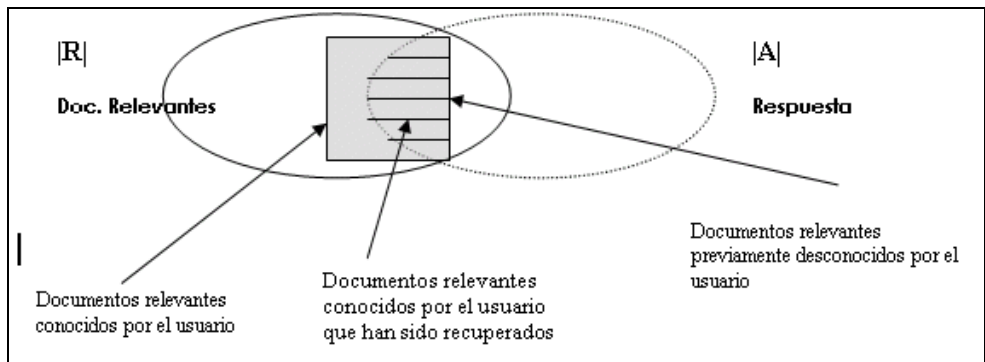 |R|
|A|
Doc. Relevantes
Respuesta
Documentos relevantes
conocidos por el usuario
Documentos relevantes
conocidos por el usuario
que han sido recuperados
Documentos relevantes
previamente desconocidos por el
usuario